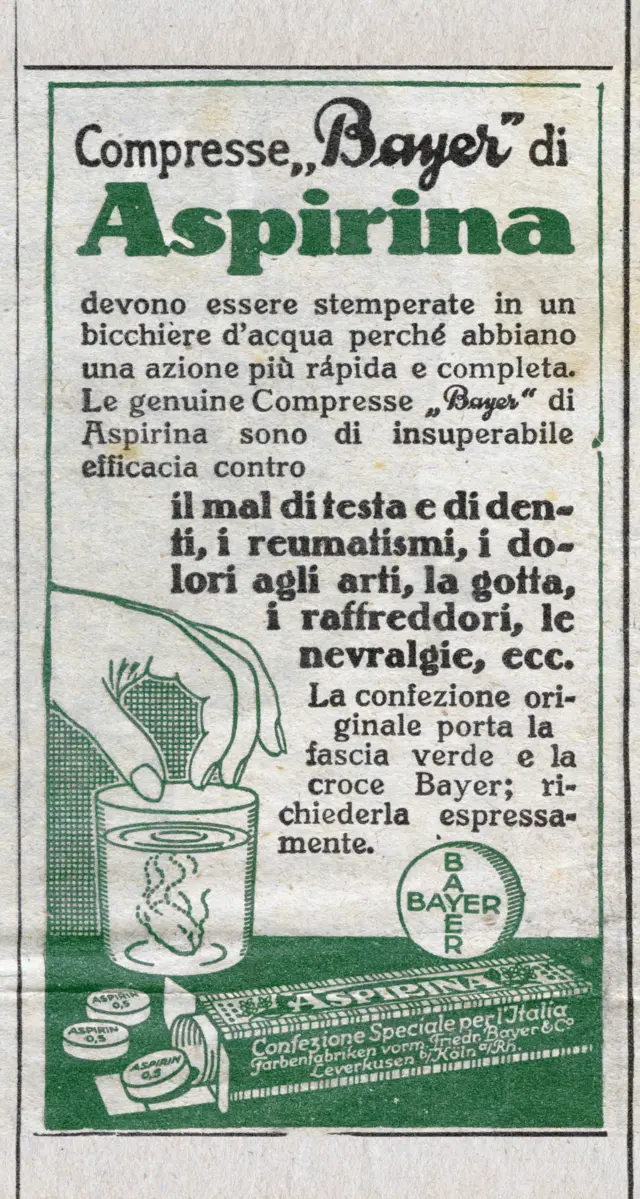 Compresse „Bayer" di
Aspirina
devono essere stemperate in un
bicchière d'acqua perché abbiano
una azione più rápida e completa.
Le genuine Compresse „Bayer" di
Aspirina sono di insuperabile
efficacia contro
il mal di testa e di den-
ti, i reumatismi, i do-
lori agli arti, la gotta,
i raffreddori, le
nevralgie, ecc.
La confezione ori-
ginale porta la
fascia verde e la
croce Bayer; ri-
chiederla espressa-
mente.
BAYER
BAYER
ASPIRINA
Confezione Speciale per l'Italia
Farbenfabriken vorm. Friedr. Bayer & Co
Leverkusen b/Köln a/Rh.
ASPIRIN
0,5
ASPIRIN
0,5
ASPIRIN
0,5